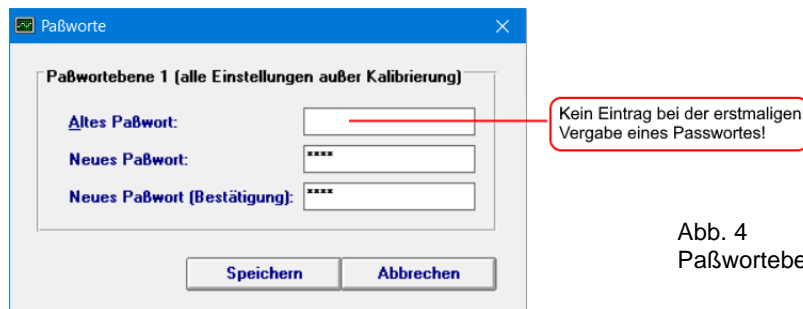 Paßworte
Paßwortebene 1 (alle Einstellungen außer Kalibrierung)
Altes Paßwort:
Kein Eintrag bei der erstmaligen
Vergabe eines Passwortes!
Neues Paßwort:
****
Neues Paßwort (Bestätigung):
****
Abb. 4
Speichern
Abbrechen